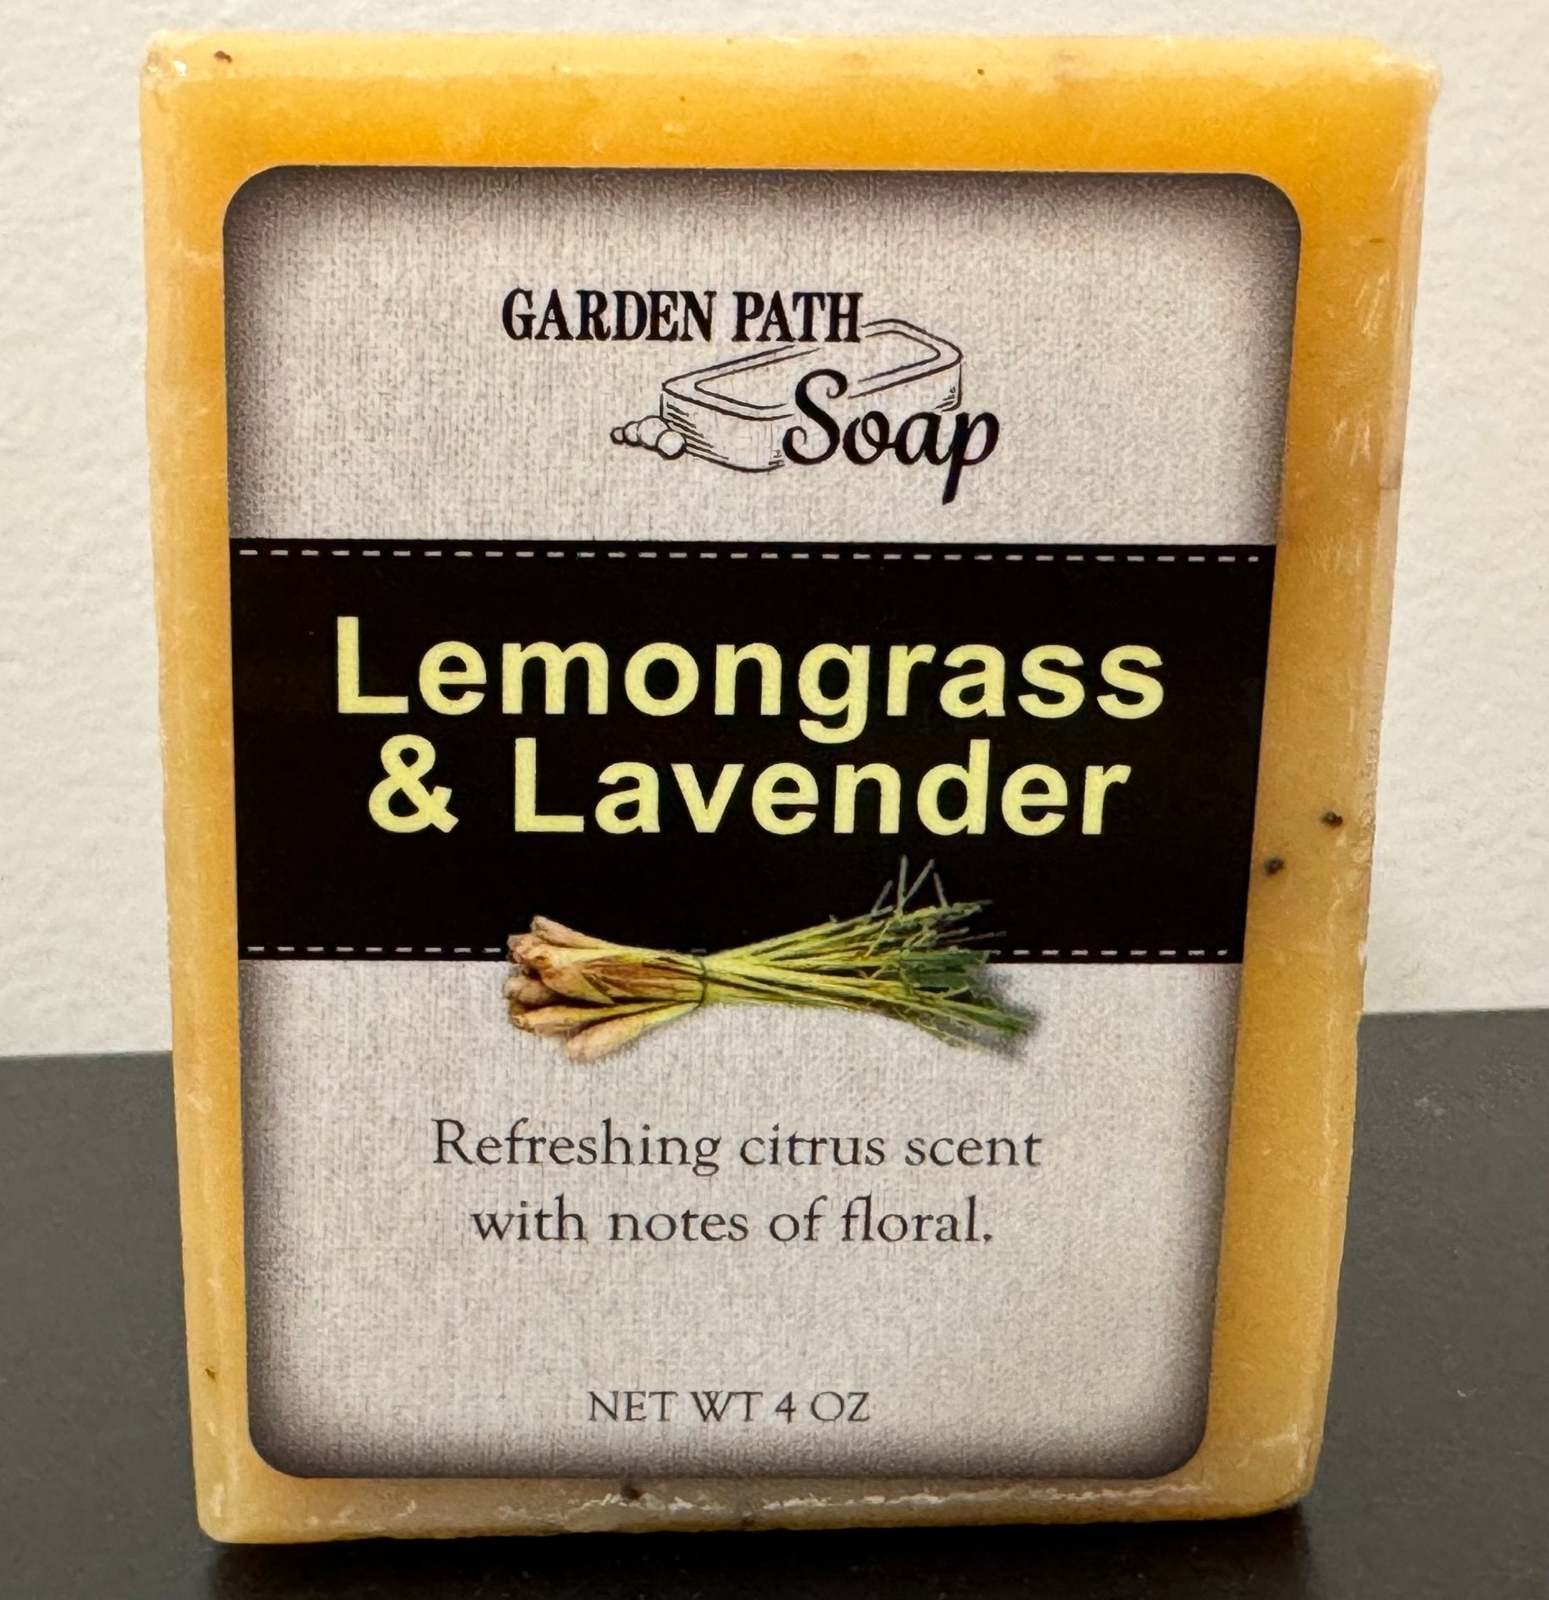 GARDEN PATH
Soap
Lemongrass
& Lavender
Refreshing citrus scent
with notes of floral.
NET WT 4 OZ